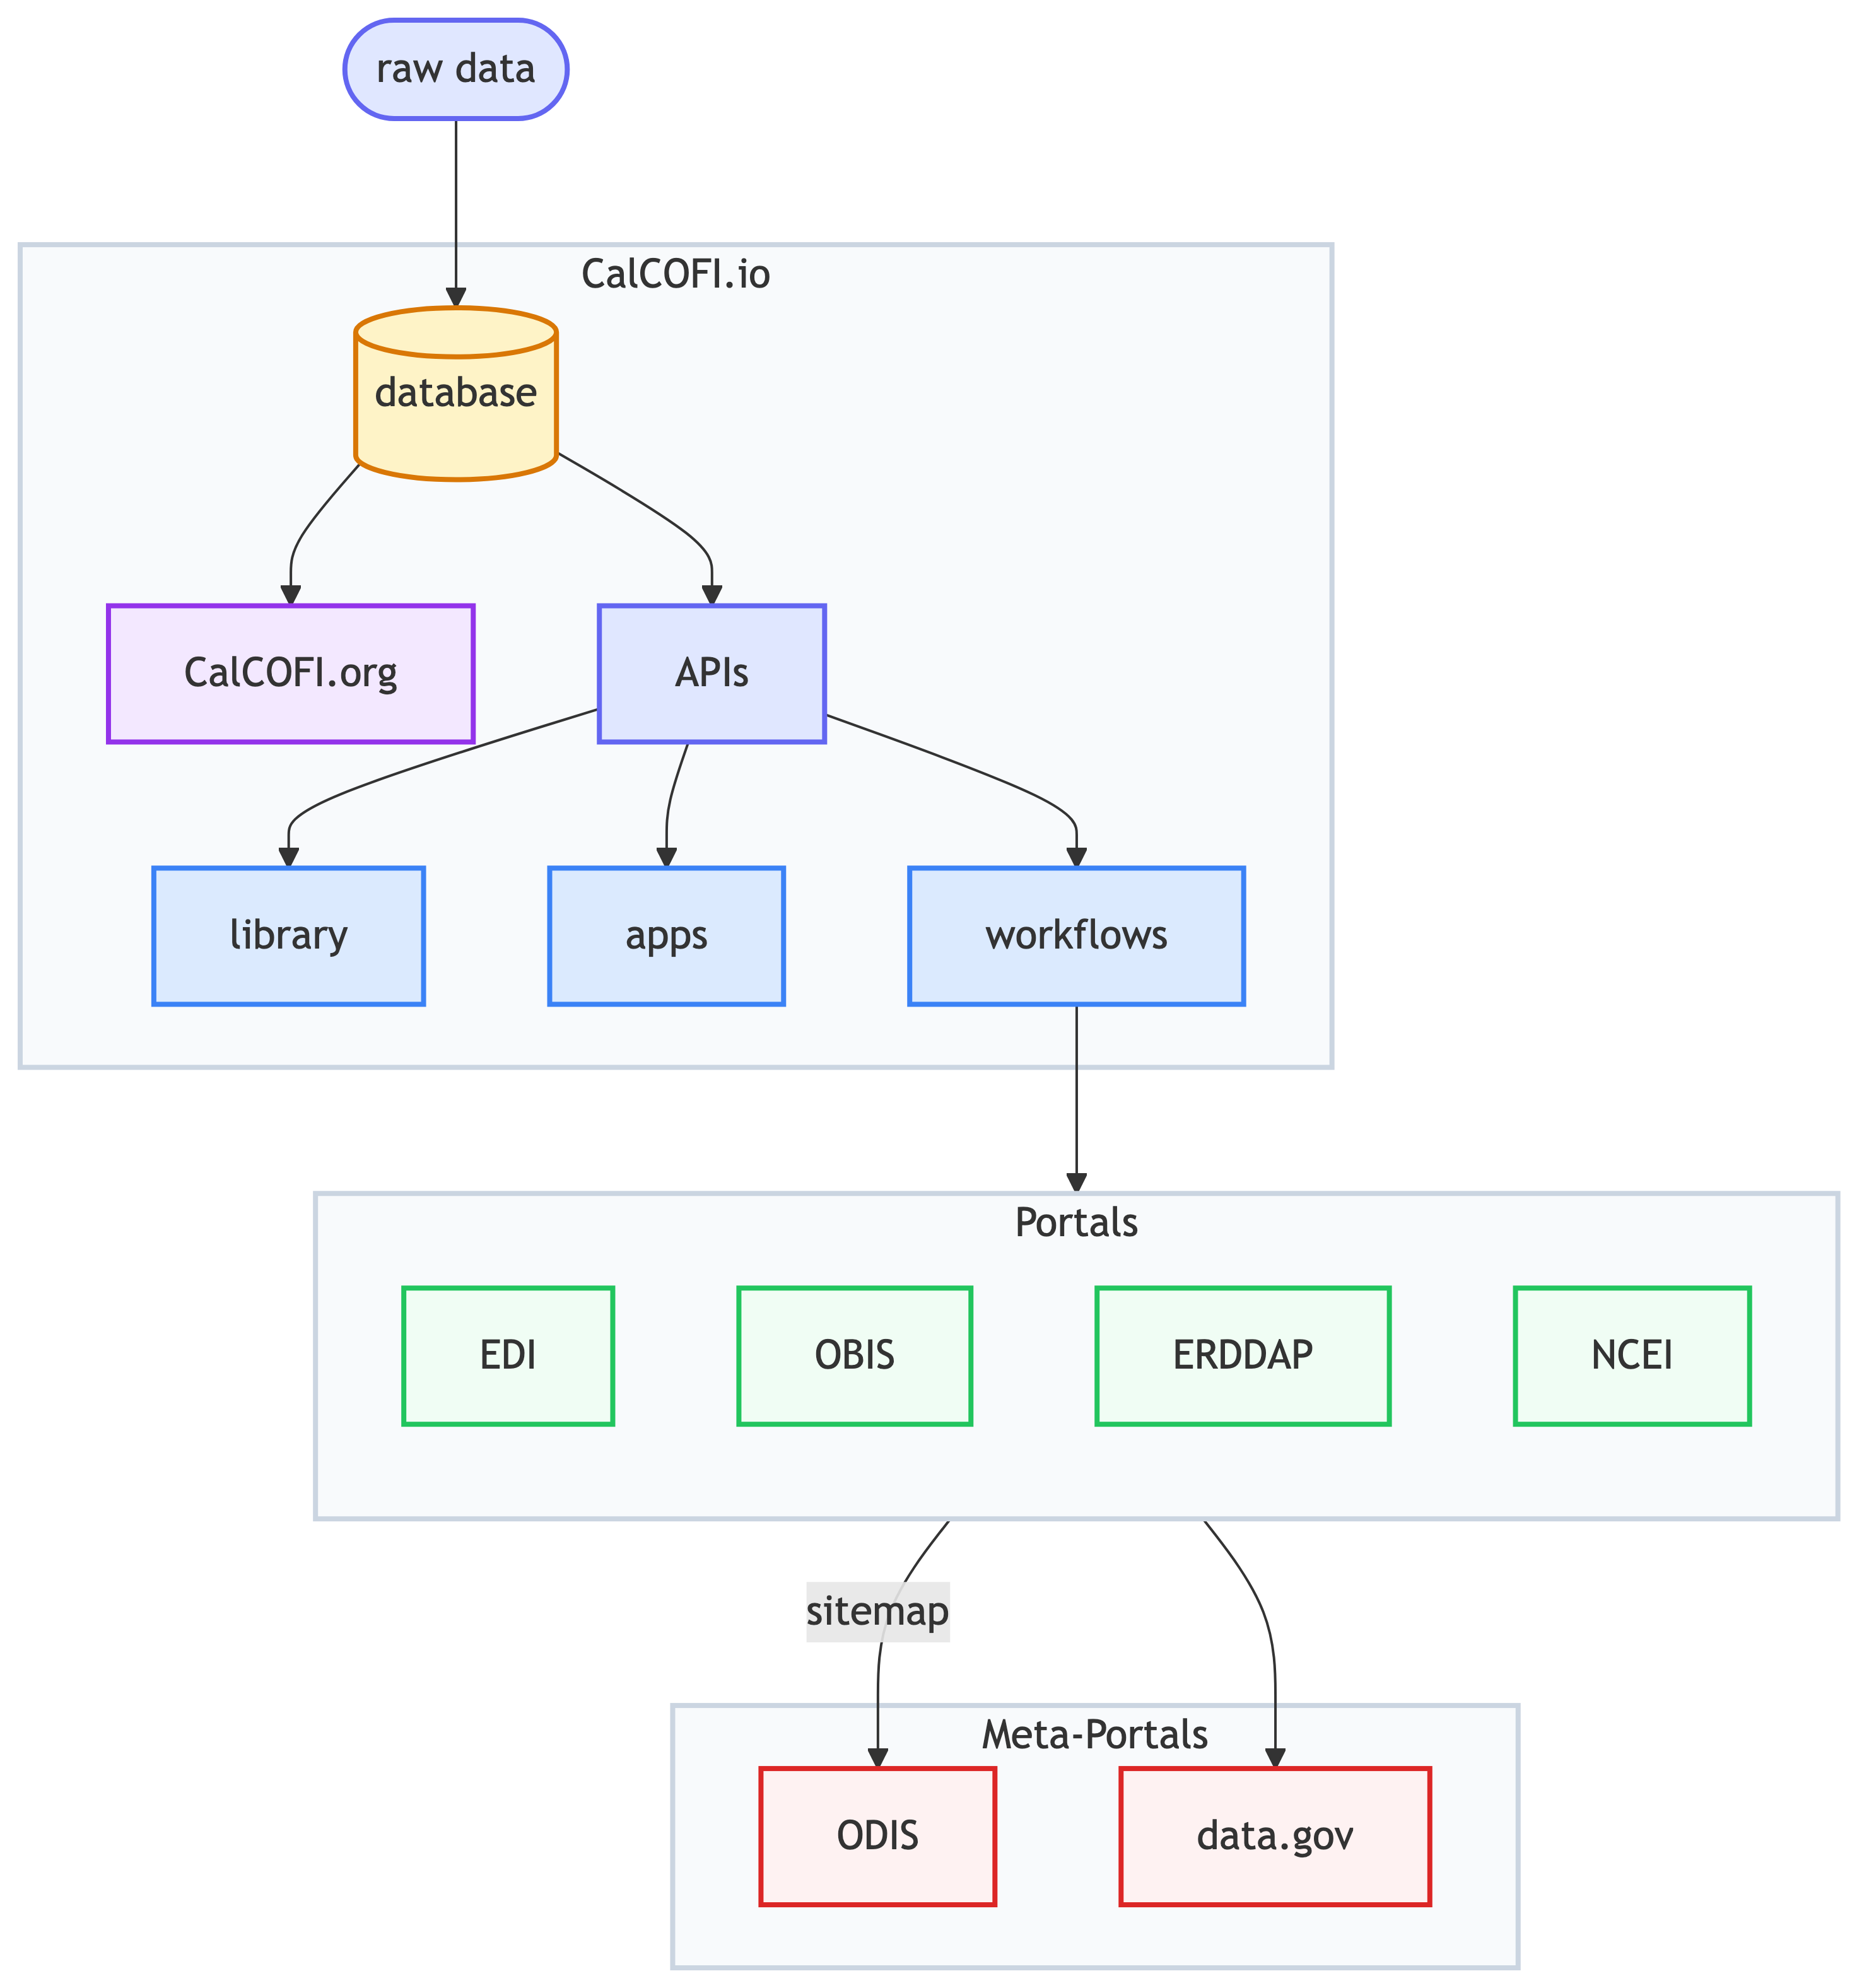 raw data
CalCOFI.io
database
CalCOFI.org
APIs
library
apps
workflows
Portals
EDI
OBIS
ERDDAP
NCEI
sitemap
Meta-Portals
ODIS
data.gov